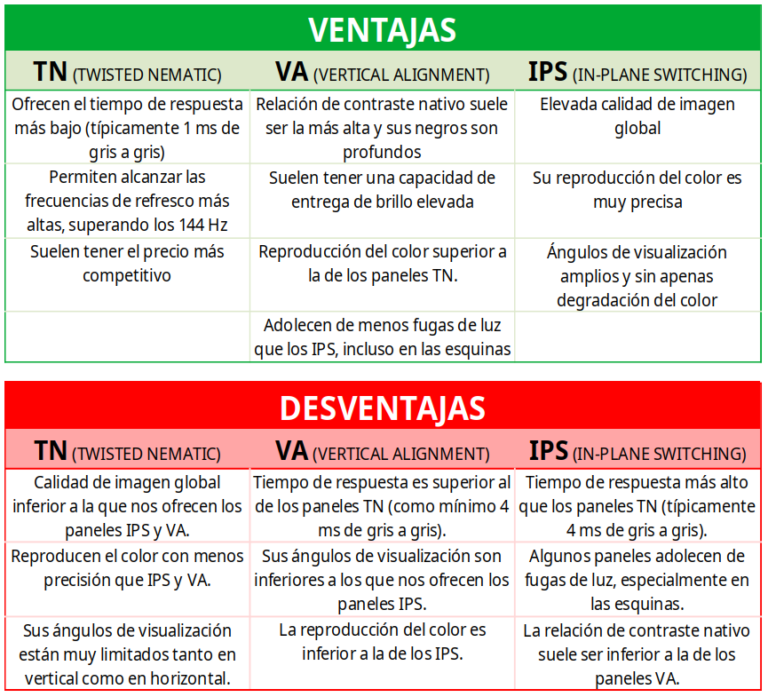 VENTAJAS
TN (TWISTED NEMATIC)
VA (VERTICAL ALIGNMENT)
IPS (IN-PLANE SWITCHING)
Ofrecen el tiempo de respuesta
más bajo (típicamente 1 ms de
gris a gris)
Relación de contraste nativo suele
ser la más alta y sus negros son
profundos
Elevada calidad de imagen
global
Permiten alcanzar las
frecuencias de refresco más
altas, superando los 144 Hz
Suelen tener una capacidad de
entrega de brillo elevada
Su reproducción del color es
muy precisa
Suelen tener el precio más
competitivo
Reproducción del color superior a
la de los paneles TN.
Ángulos de visualización
amplios y sin apenas
degradación del color
Adolecen de menos fugas de luz
que los IPS, incluso en las esquinas
DESVENTAJAS
TN (TWISTED NEMATIC)
VA (VERTICAL ALIGNMENT)
IPS (IN-PLANE SWITCHING)
Calidad de imagen global
inferior a la que nos ofrecen los
paneles IPS y VA.
Tiempo de respuesta es superior al
de los paneles TN (como mínimo 4
ms de gris a gris).
Tiempo de respuesta más alto
que los paneles TN (típicamente
4 ms de gris a gris).
Reproducen el color con menos
precisión que IPS y VA.
Sus ángulos de visualización son
inferiores a los que nos ofrecen los
paneles IPS.
Algunos paneles adolecen de
fugas de luz, especialmente en
las esquinas.
Sus ángulos de visualización
están muy limitados tanto en
vertical como en horizontal.
La reproducción del color es
inferior a la de los IPS.
La relación de contraste nativo
suele ser inferior a la de los
paneles VA.